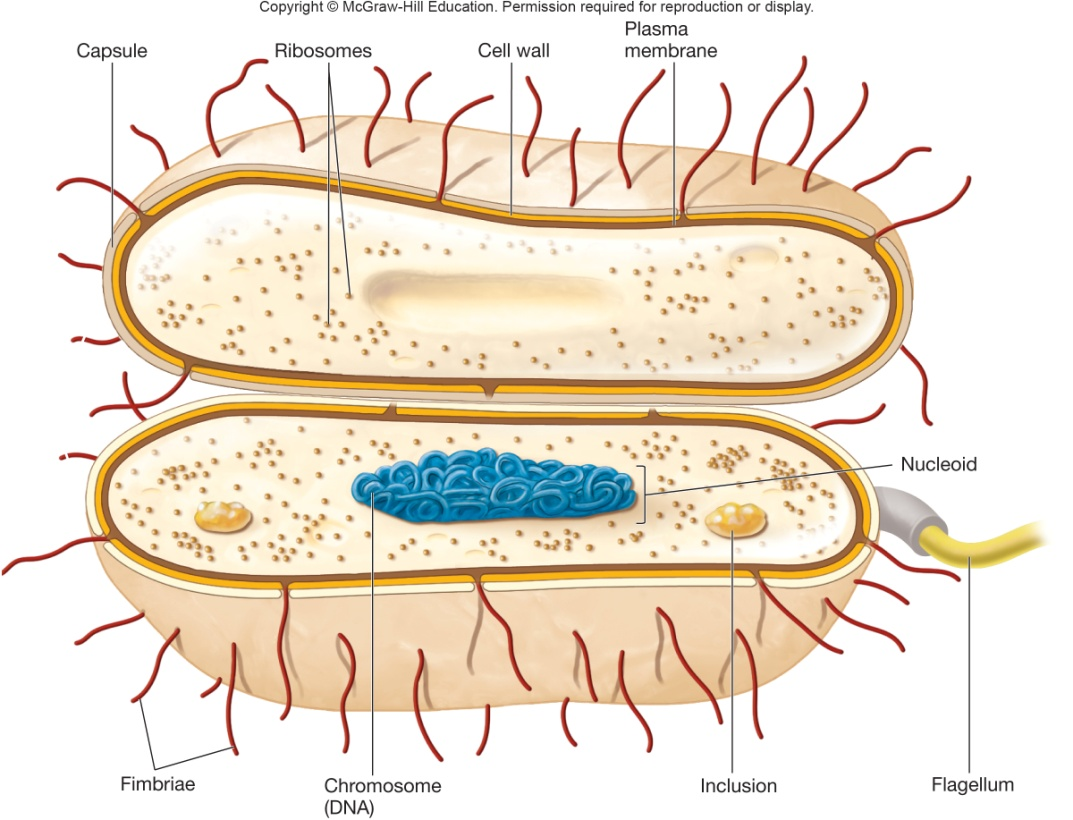 Copyright © McGraw-Hill Education. Permission required for reproduction or display.
Capsule
Ribosomes
Cell wall
Plasma
membrane
Nucleoid
Fimbriae
Chromosome
(DNA)
Inclusion
Flagellum